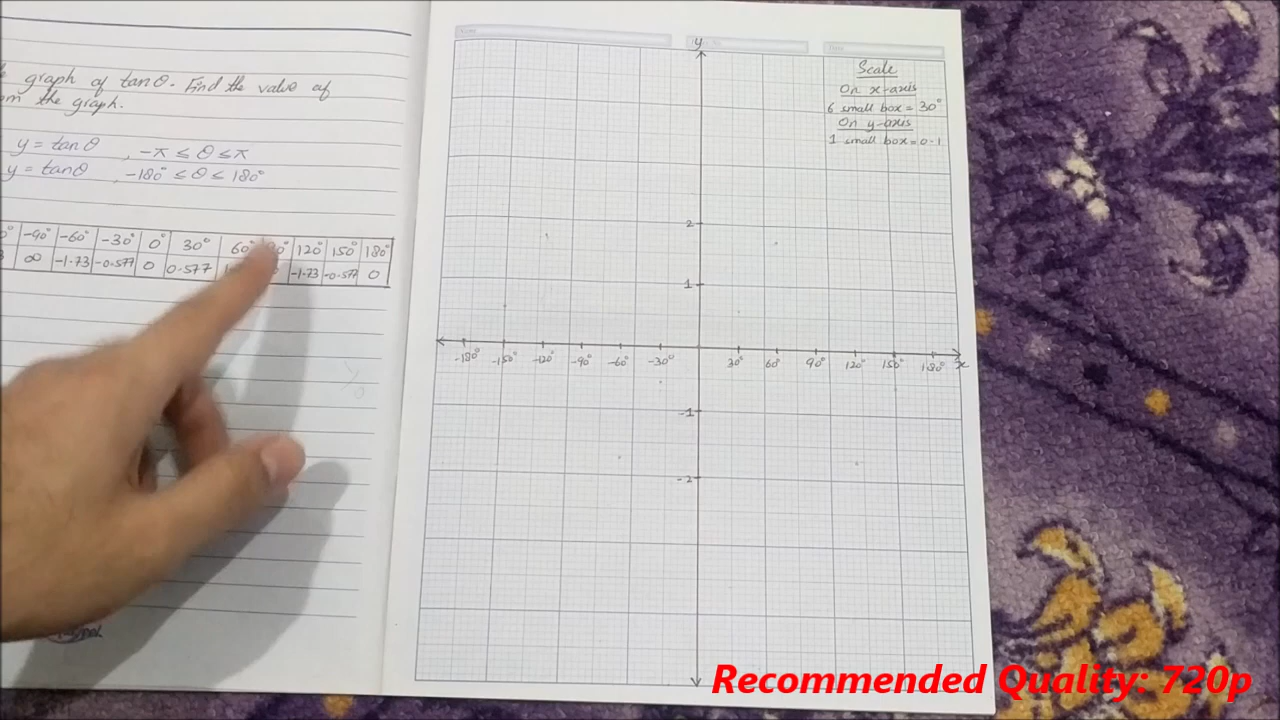 graph of tanθ. Find the value of
the graph.
y = tanθ , -π ≤ θ ≤ π
y = tanθ , -180° ≤ θ ≤ 180°
-90° -60° -30° 0° 30° 60° 120° 150° 180°
∞ -1.73 -0.577 0 0.577 -1.73 -0.577 0
y
Scale
On x-axis
6 small box = 30°
On y-axis
1 small box = 0.1
2
1
-180° -150° -120° -90° -60° -30° 30° 60° 90° 120° 150° 180° x
-1
-2
Recommended Quality: 720p